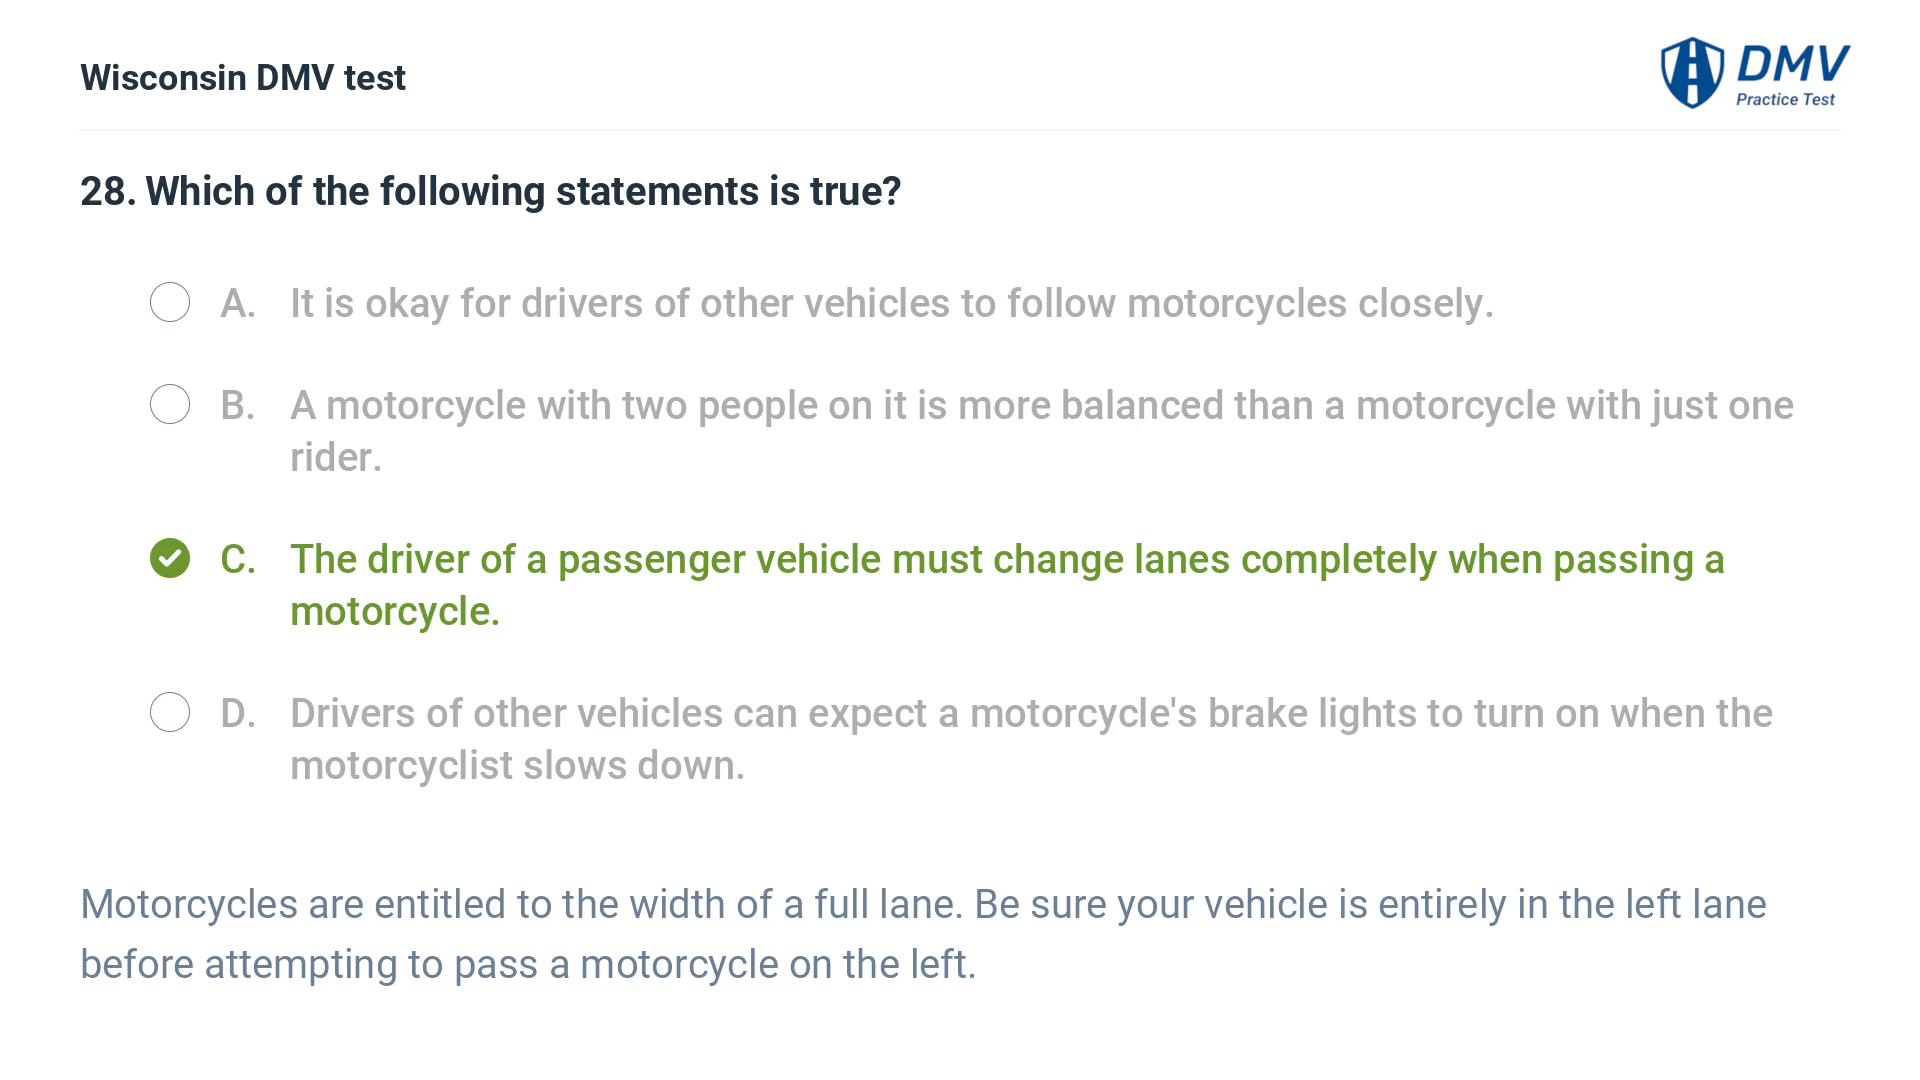 Wisconsin DMV test
DMV
Practice Test
28. Which of the following statements is true?
A. It is okay for drivers of other vehicles to follow motorcycles closely.
B. A motorcycle with two people on it is more balanced than a motorcycle with just one
rider.
C. The driver of a passenger vehicle must change lanes completely when passing a
motorcycle.
D. Drivers of other vehicles can expect a motorcycle's brake lights to turn on when the
motorcyclist slows down.
Motorcycles are entitled to the width of a full lane. Be sure your vehicle is entirely in the left lane
before attempting to pass a motorcycle on the left.